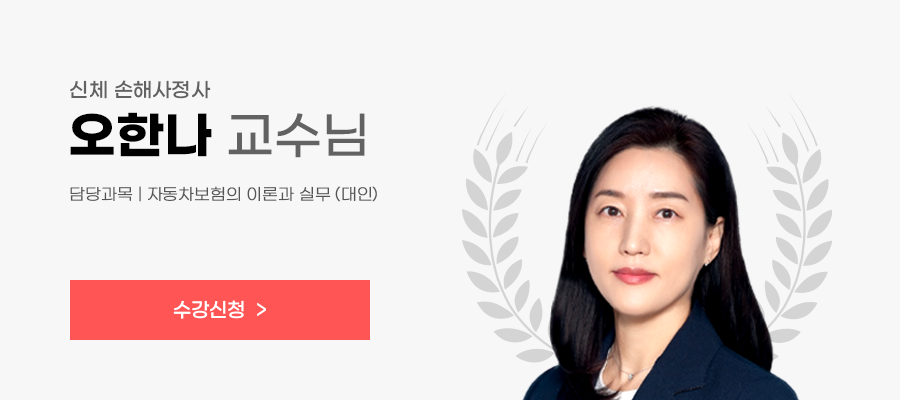 신체 손해사정사
오한나 교수님
담당과목 | 자동차보험의 이론과 실무 (대인)
수강신청 >